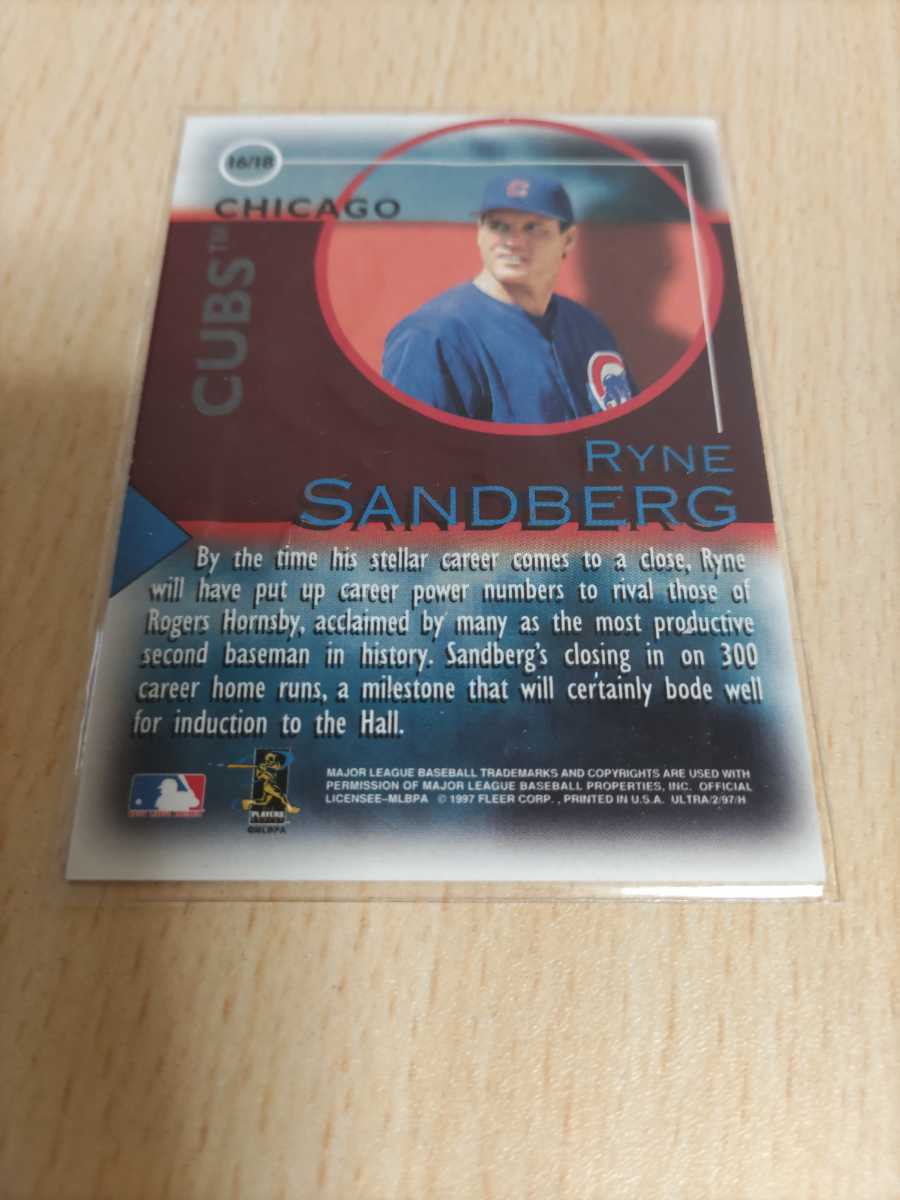 16/18
CHICAGO
CUBS™
RYNE
SANDBERG
By the time his stellar career comes to a close, Ryne
will have put up career power numbers to rival those of
Rogers Hornsby, acclaimed by many as the most productive
second baseman in history. Sandberg's closing in on 300
career home runs, a milestone that will certainly bode well
for induction to the Hall.
MAJOR LEAGUE BASEBALL TRADEMARKS AND COPYRIGHTS ARE USED WITH
PERMISSION OF MAJOR LEAGUE BASEBALL PROPERTIES, INC. OFFICIAL
LICENSEE–MLBPA © 1997 FLEER CORP. , PRINTED IN U.S.A. ULTRA/2/97/H
PLAYERS
©MLBPA